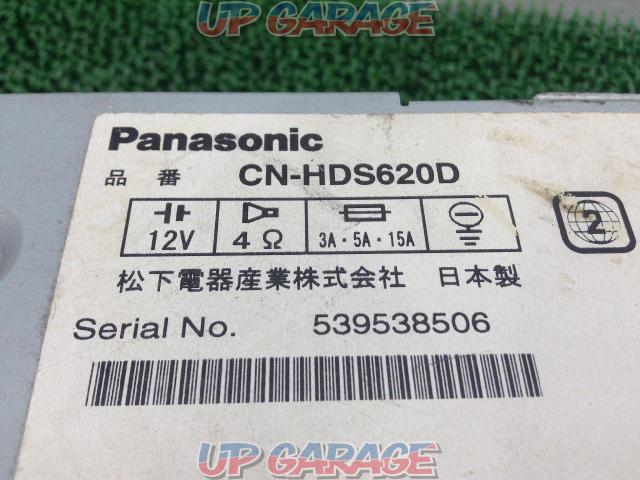 UP GARAGE
Panasonic
品 番 CN-HDS620D
12V 4Ω 3A・5A・15A
2
松下電器産業株式会社 日本製
Serial No. 539538506
UP GARAGE